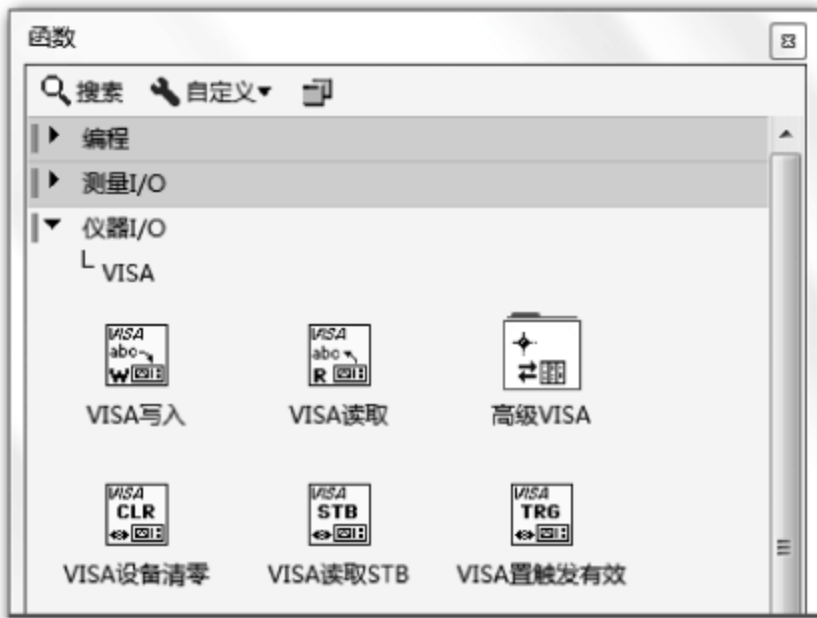 函数
搜索 自定义
编程
测量I/O
仪器I/O
VISA
VISA abc W VISA abc R
VISA写入 VISA读取 高级VISA
VISA CLR VISA STB VISA TRG
VISA设备清零 VISA读取STB VISA置触发有效